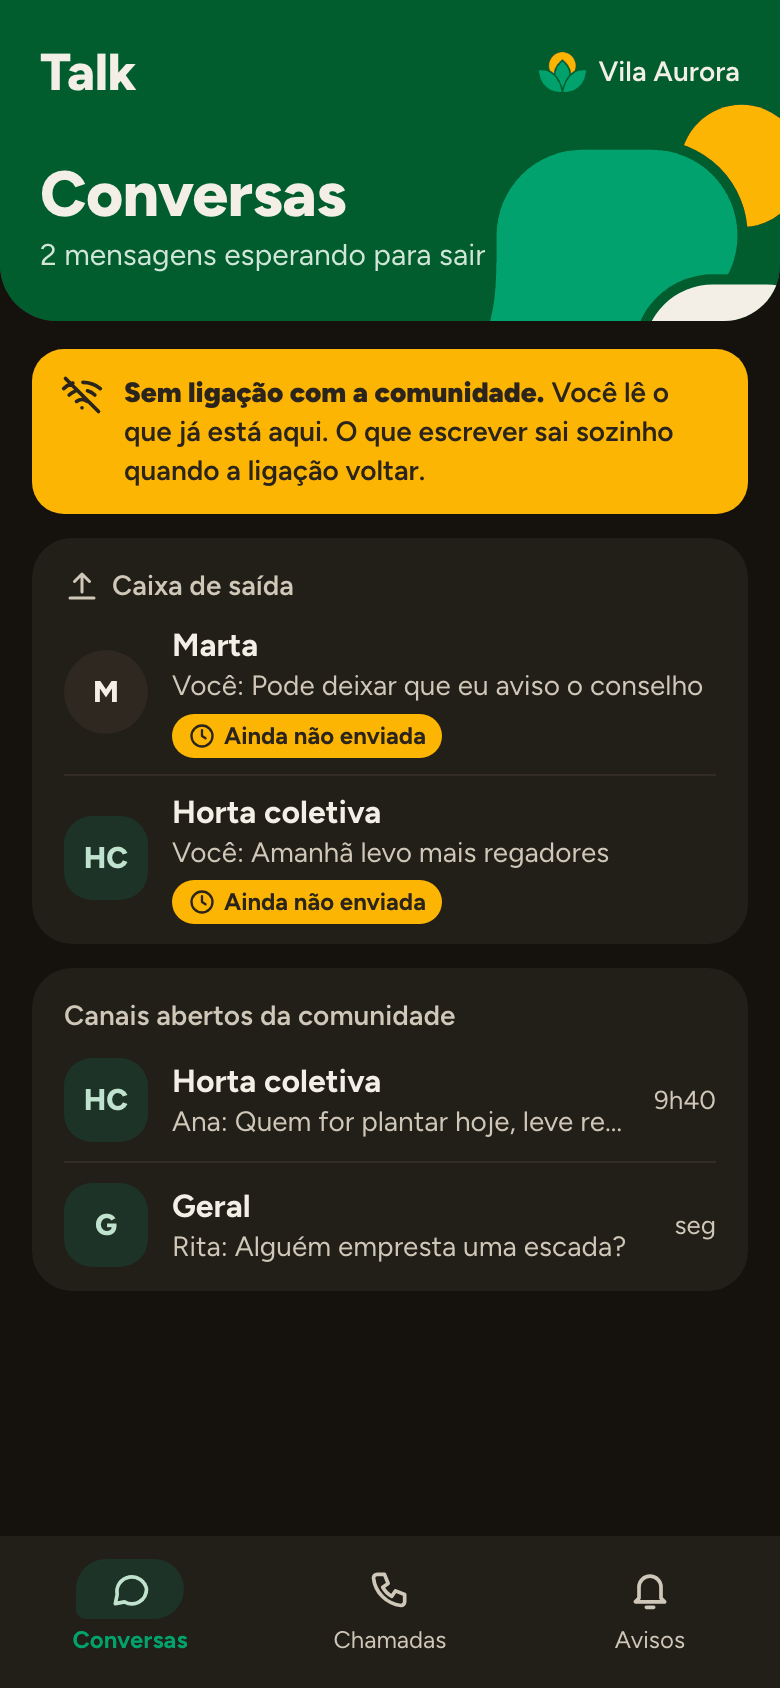 Talk
Vila Aurora
Conversas
2 mensagens esperando para sair
Sem ligação com a comunidade. Você lê o
que já está aqui. O que escrever sai sozinho
quando a ligação voltar.
Caixa de saída
Marta
M
Você: Pode deixar que eu aviso o conselho
Ainda não enviada
Horta coletiva
HC
Você: Amanhã levo mais regadores
Ainda não enviada
Canais abertos da comunidade
Horta coletiva
HC
9h40
Ana: Quem for plantar hoje, leve re...
Geral
G
seg
Rita: Alguém empresta uma escada?
Conversas
Chamadas
Avisos